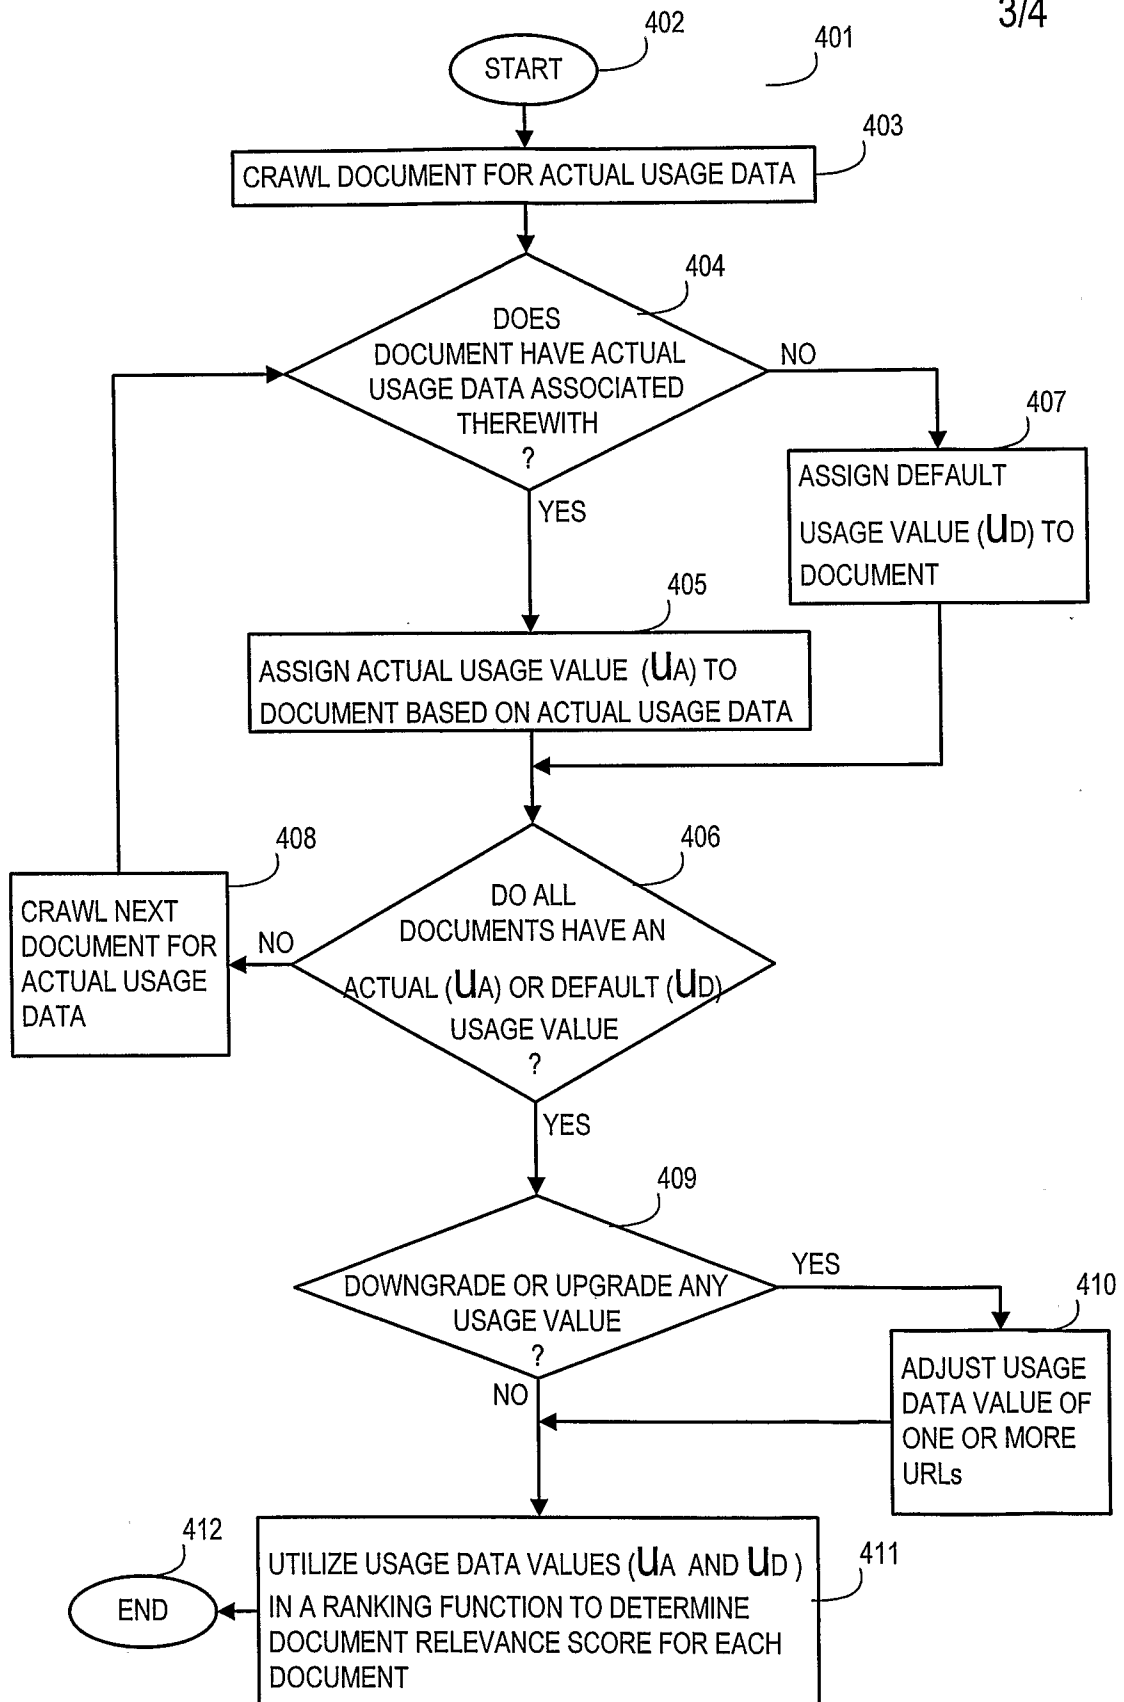 3/4
402
START
401
403
CRAWL DOCUMENT FOR ACTUAL USAGE DATA
404
DOES
DOCUMENT HAVE ACTUAL
USAGE DATA ASSOCIATED
THEREWITH
?
NO
YES
407
ASSIGN DEFAULT
USAGE VALUE (UD) TO
DOCUMENT
405
ASSIGN ACTUAL USAGE VALUE (UA) TO
DOCUMENT BASED ON ACTUAL USAGE DATA
406
DO ALL
DOCUMENTS HAVE AN
ACTUAL (UA) OR DEFAULT (UD)
USAGE VALUE
?
NO
408
CRAWL NEXT
DOCUMENT FOR
ACTUAL USAGE
DATA
YES
409
DOWNGRADE OR UPGRADE ANY
USAGE VALUE
?
YES
410
ADJUST USAGE
DATA VALUE OF
ONE OR MORE
URLs
NO
411
UTILIZE USAGE DATA VALUES (UA AND UD )
IN A RANKING FUNCTION TO DETERMINE
DOCUMENT RELEVANCE SCORE FOR EACH
DOCUMENT
412
END